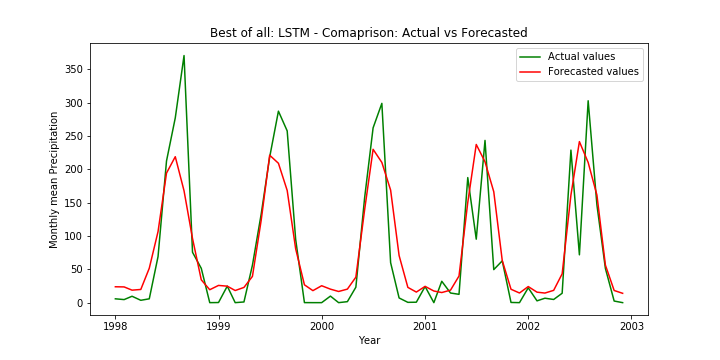 Best of all: LSTM - Comaprison: Actual vs Forecasted
Actual values
Forecasted values
Monthly mean Precipitation
350
300
250
200
150
100
50
0
1998 1999 2000 2001 2002 2003
Year